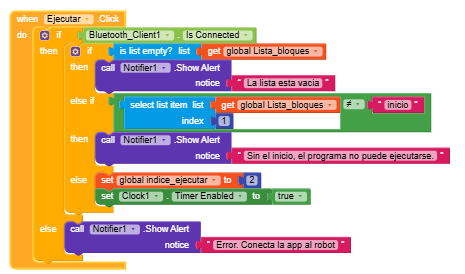 when Ejecutar .Click
do if Bluetooth_Client1 . Is Connected
then if is list empty? list get global Lista_bloques
then call Notifier1 .Show Alert
notice " La lista esta vacia "
else if select list item list get global Lista_bloques ≠ " inicio "
index 1
then call Notifier1 .Show Alert
notice " Sin el inicio, el programa no puede ejecutarse. "
else set global indice_ejecutar to 2
set Clock1 . Timer Enabled to true
else call Notifier1 .Show Alert
notice " Error. Conecta la app al robot "